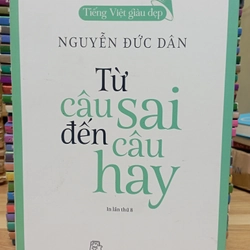 Tiếng Việt giàu đẹp
NGUYỄN ĐỨC DÂN
Từ
câu sai
đến câu
hay
In lần thứ 8